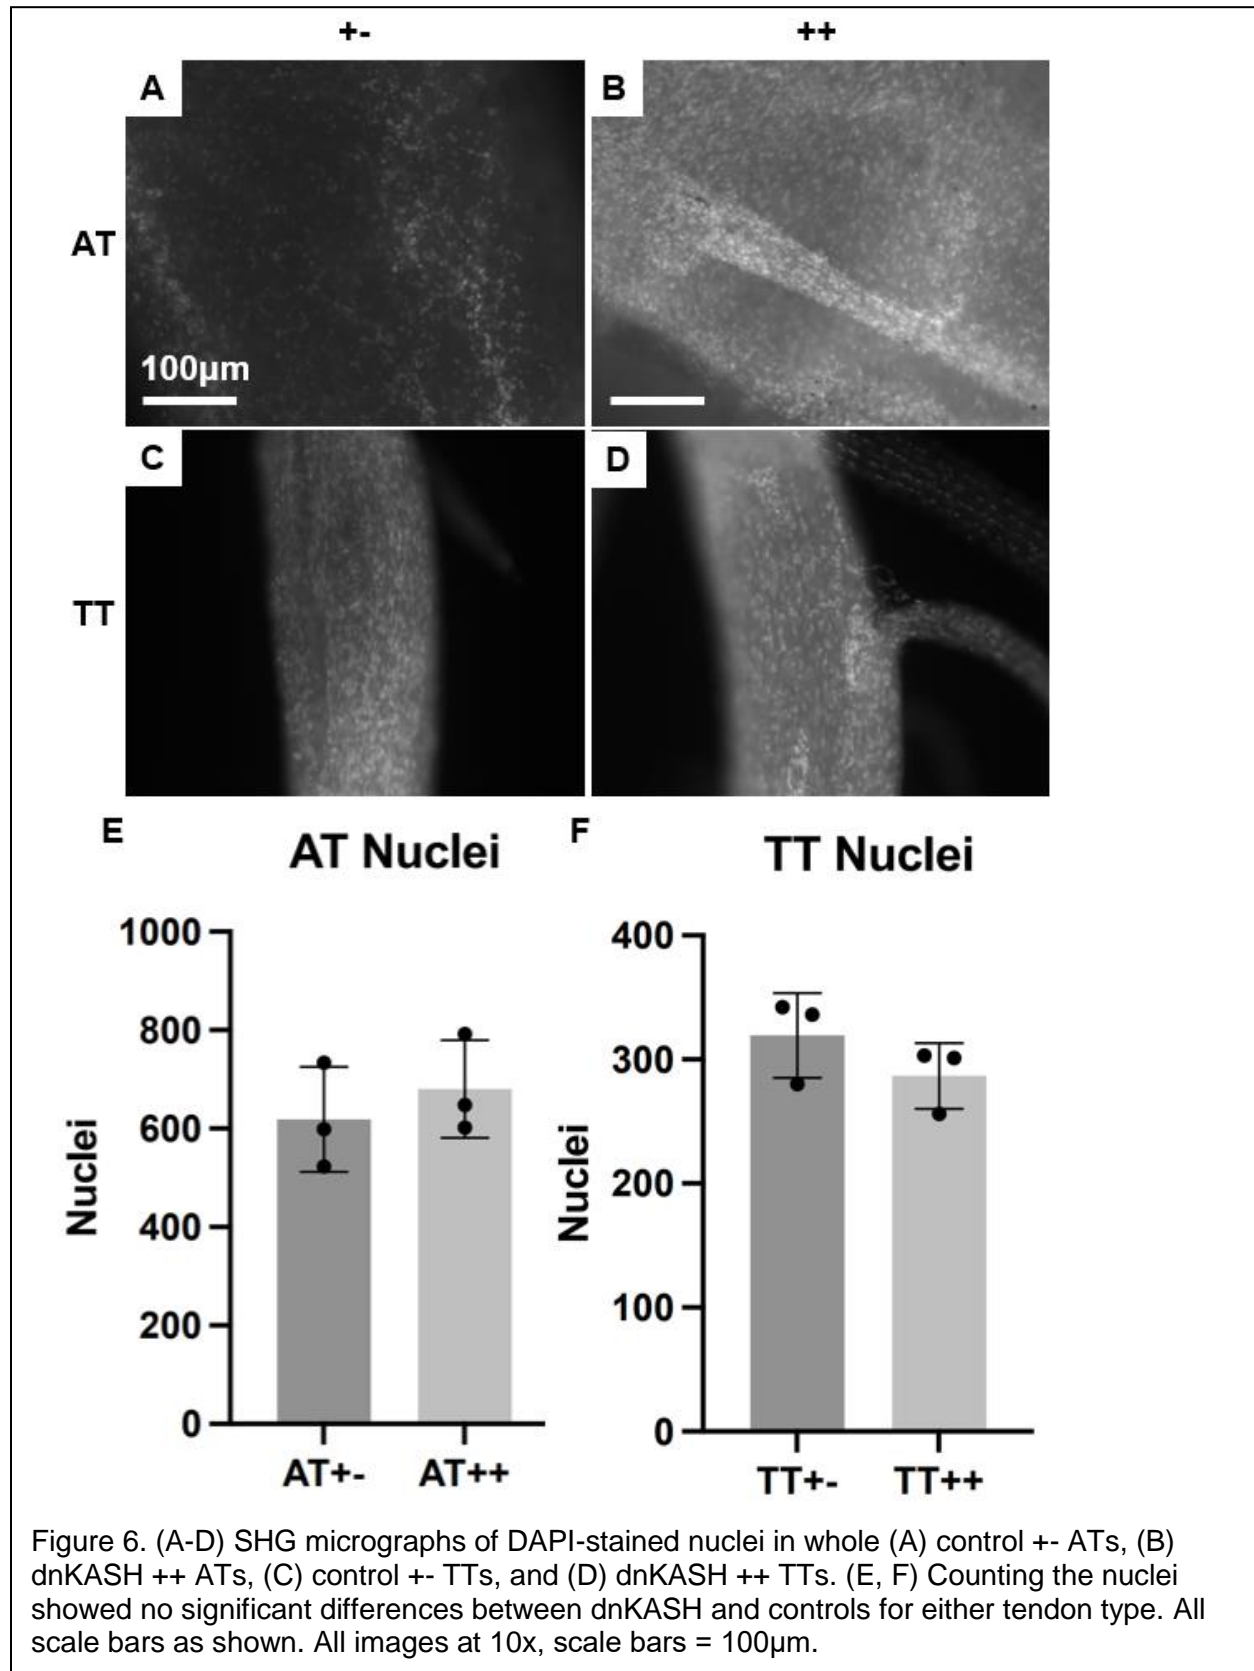 +- ++
A B
AT
100µm
C D
TT
E F
AT Nuclei TT Nuclei
1000
800
600
400
200
0
Nuclei
AT+- AT++
400
300
200
100
0
Nuclei
TT+- TT++
Figure 6. (A-D) SHG micrographs of DAPI-stained nuclei in whole (A) control +- ATs, (B)
dnKASH ++ ATs, (C) control +- TTs, and (D) dnKASH ++ TTs. (E, F) Counting the nuclei
showed no significant differences between dnKASH and controls for either tendon type. All
scale bars as shown. All images at 10x, scale bars = 100µm.